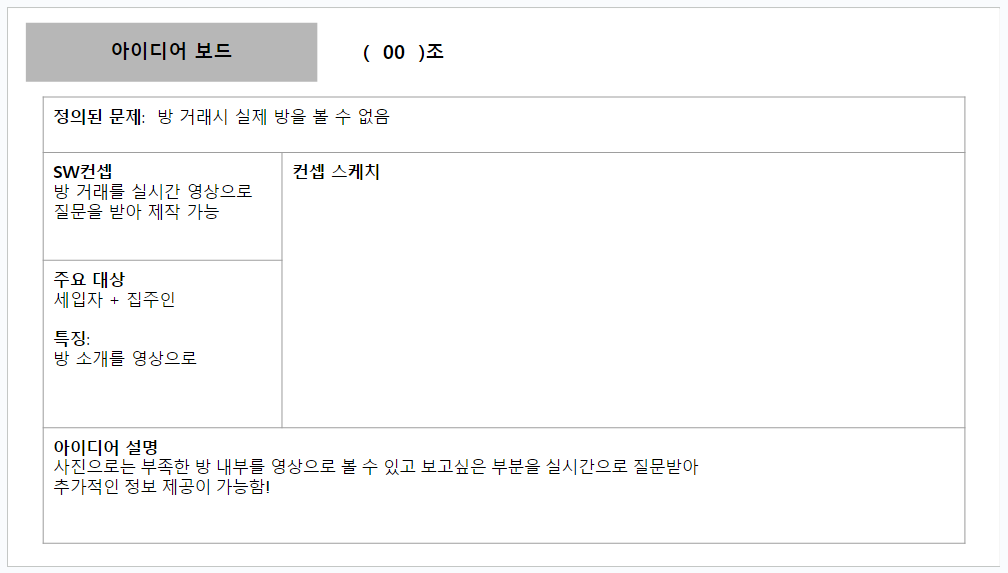 아이디어 보드
( 00 )조
정의된 문제: 방 거래시 실제 방을 볼 수 없음
SW컨셉
방 거래를 실시간 영상으로
질문을 받아 제작 가능
컨셉 스케치
주요 대상
세입자 + 집주인
특징:
방 소개를 영상으로
아이디어 설명
사진으로는 부족한 방 내부를 영상으로 볼 수 있고 보고싶은 부분을 실시간으로 질문받아
추가적인 정보 제공이 가능함!